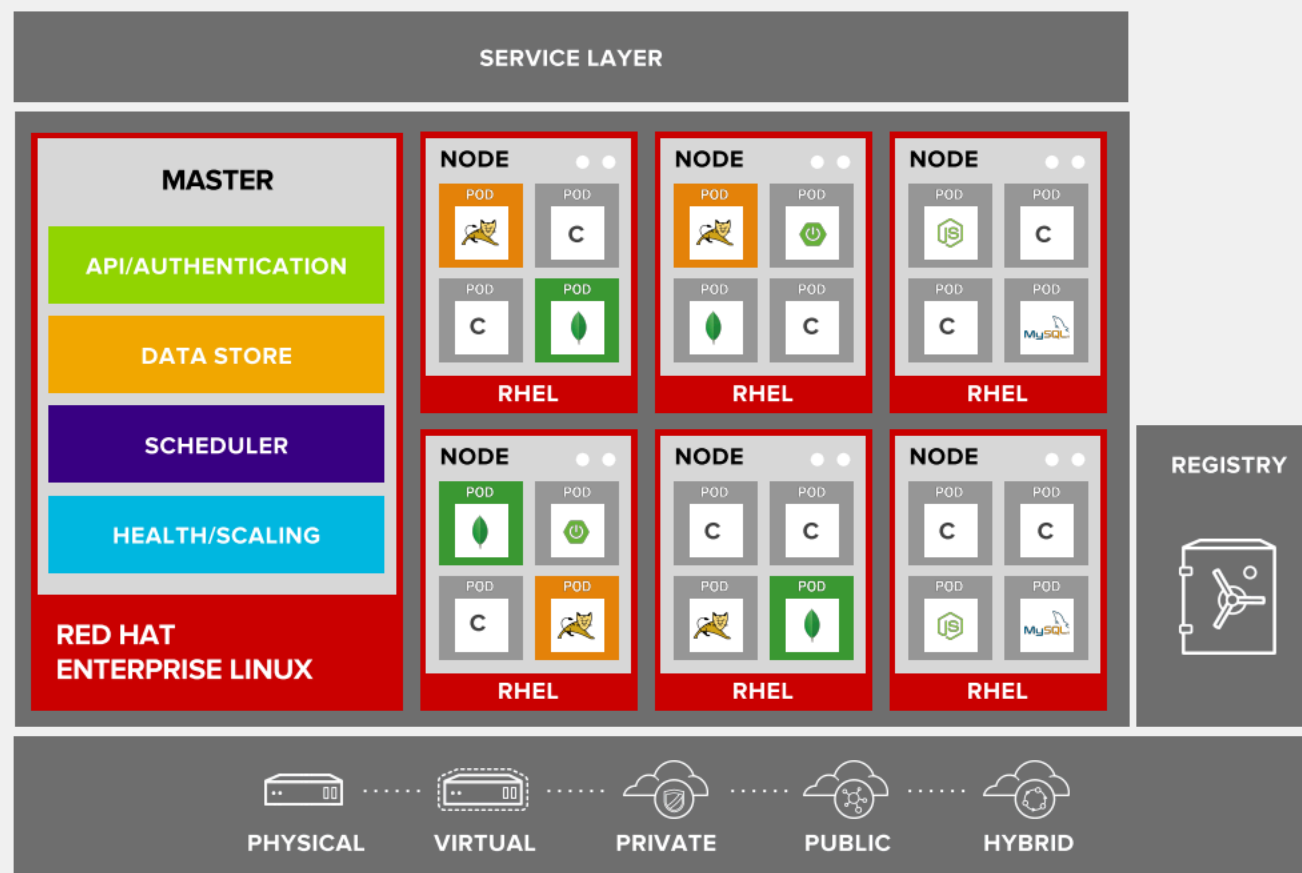 SERVICE LAYER
MASTER
API/AUTHENTICATION
DATA STORE
SCHEDULER
HEALTH/SCALING
RED HAT
ENTERPRISE LINUX
NODE
POD
POD
C
POD
POD
C
RHEL
NODE
POD
POD
POD
POD
C
RHEL
NODE
POD
POD
JS
C
POD
POD
C
MySQL
RHEL
NODE
POD
POD
POD
POD
C
RHEL
NODE
POD
POD
C
C
POD
POD
RHEL
NODE
POD
POD
C
C
POD
POD
JS
MySQL
RHEL
REGISTRY
PHYSICAL
VIRTUAL
PRIVATE
PUBLIC
HYBRID